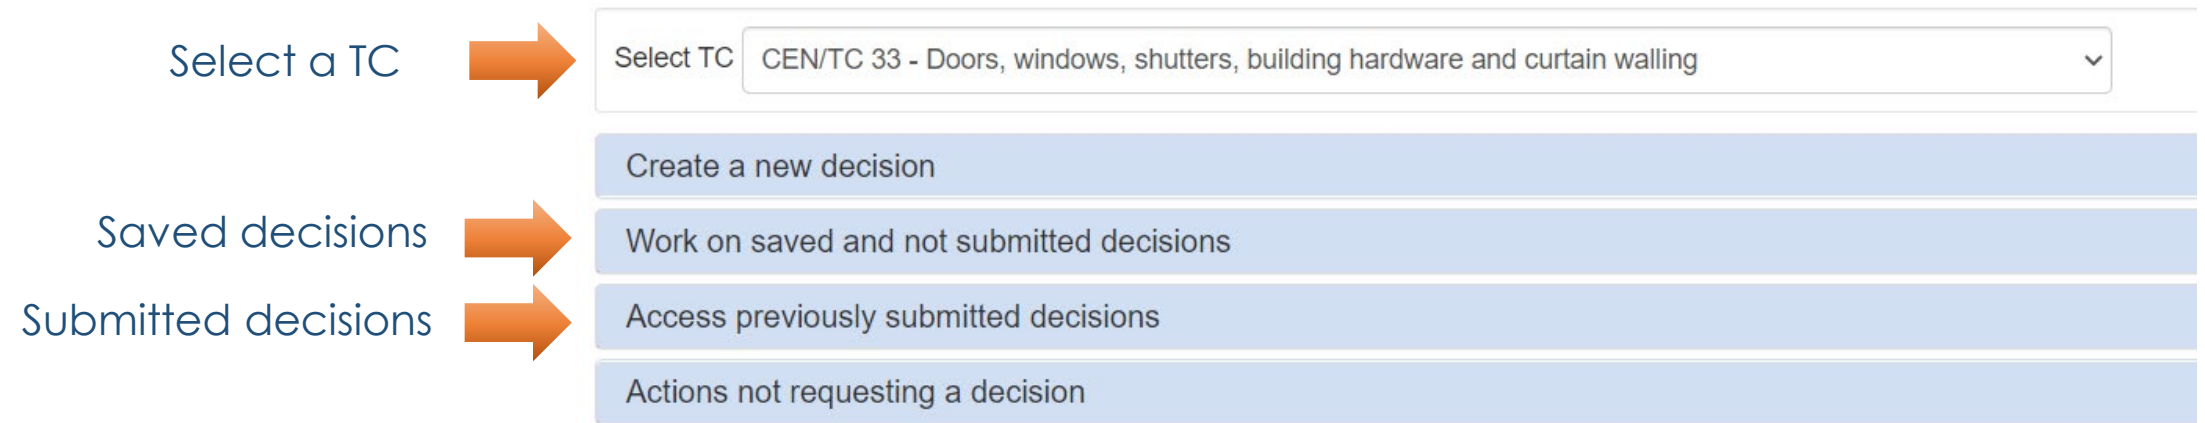 Select a TC
Select TC CEN/TC 33 - Doors, windows, shutters, building hardware and curtain walling
Create a new decision
Saved decisions
Work on saved and not submitted decisions
Submitted decisions
Access previously submitted decisions
Actions not requesting a decision